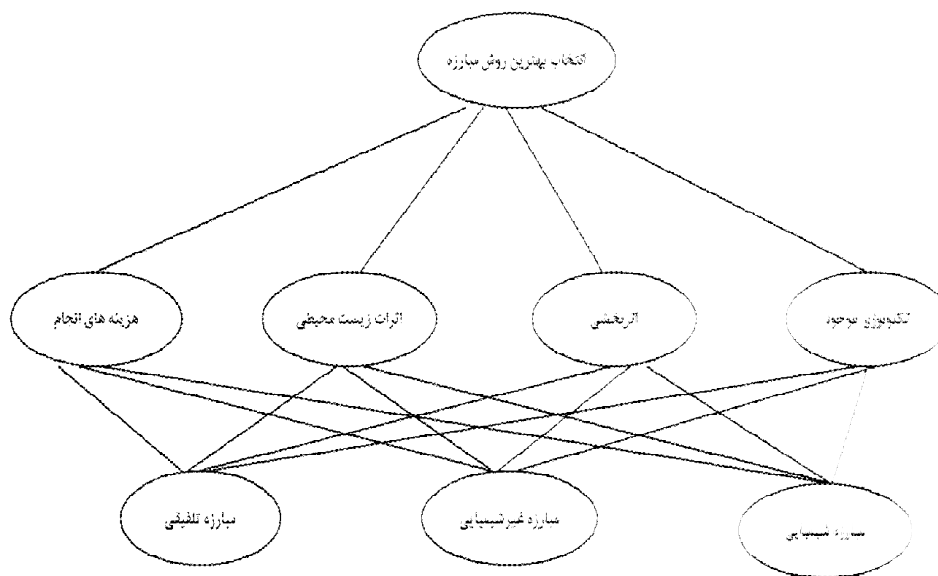 انتخاب بهترین روش مبارزه
تکنولوژی موجود
اثربخشی
اثرات زیست محیطی
هزینه های انجام
مبارزه شیمیایی
مبارزه غیرشیمیایی
مبارزه تلفیقی